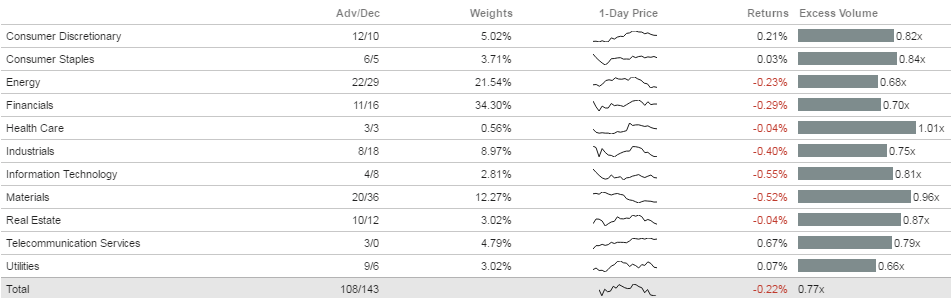 Adv/Dec Weights 1-Day Price Returns Excess Volume
Consumer Discretionary 12/10 5.02% 0.21% 0.82x
Consumer Staples 6/5 3.71% 0.03% 0.84x
Energy 22/29 21.54% -0.23% 0.68x
Financials 11/16 34.30% -0.29% 0.70x
Health Care 3/3 0.56% -0.04% 1.01x
Industrials 8/18 8.97% -0.40% 0.75x
Information Technology 4/8 2.81% -0.55% 0.81x
Materials 20/36 12.27% -0.52% 0.96x
Real Estate 10/12 3.02% -0.04% 0.87x
Telecommunication Services 3/0 4.79% 0.67% 0.79x
Utilities 9/6 3.02% 0.07% 0.66x
Total 108/143 -0.22% 0.77x